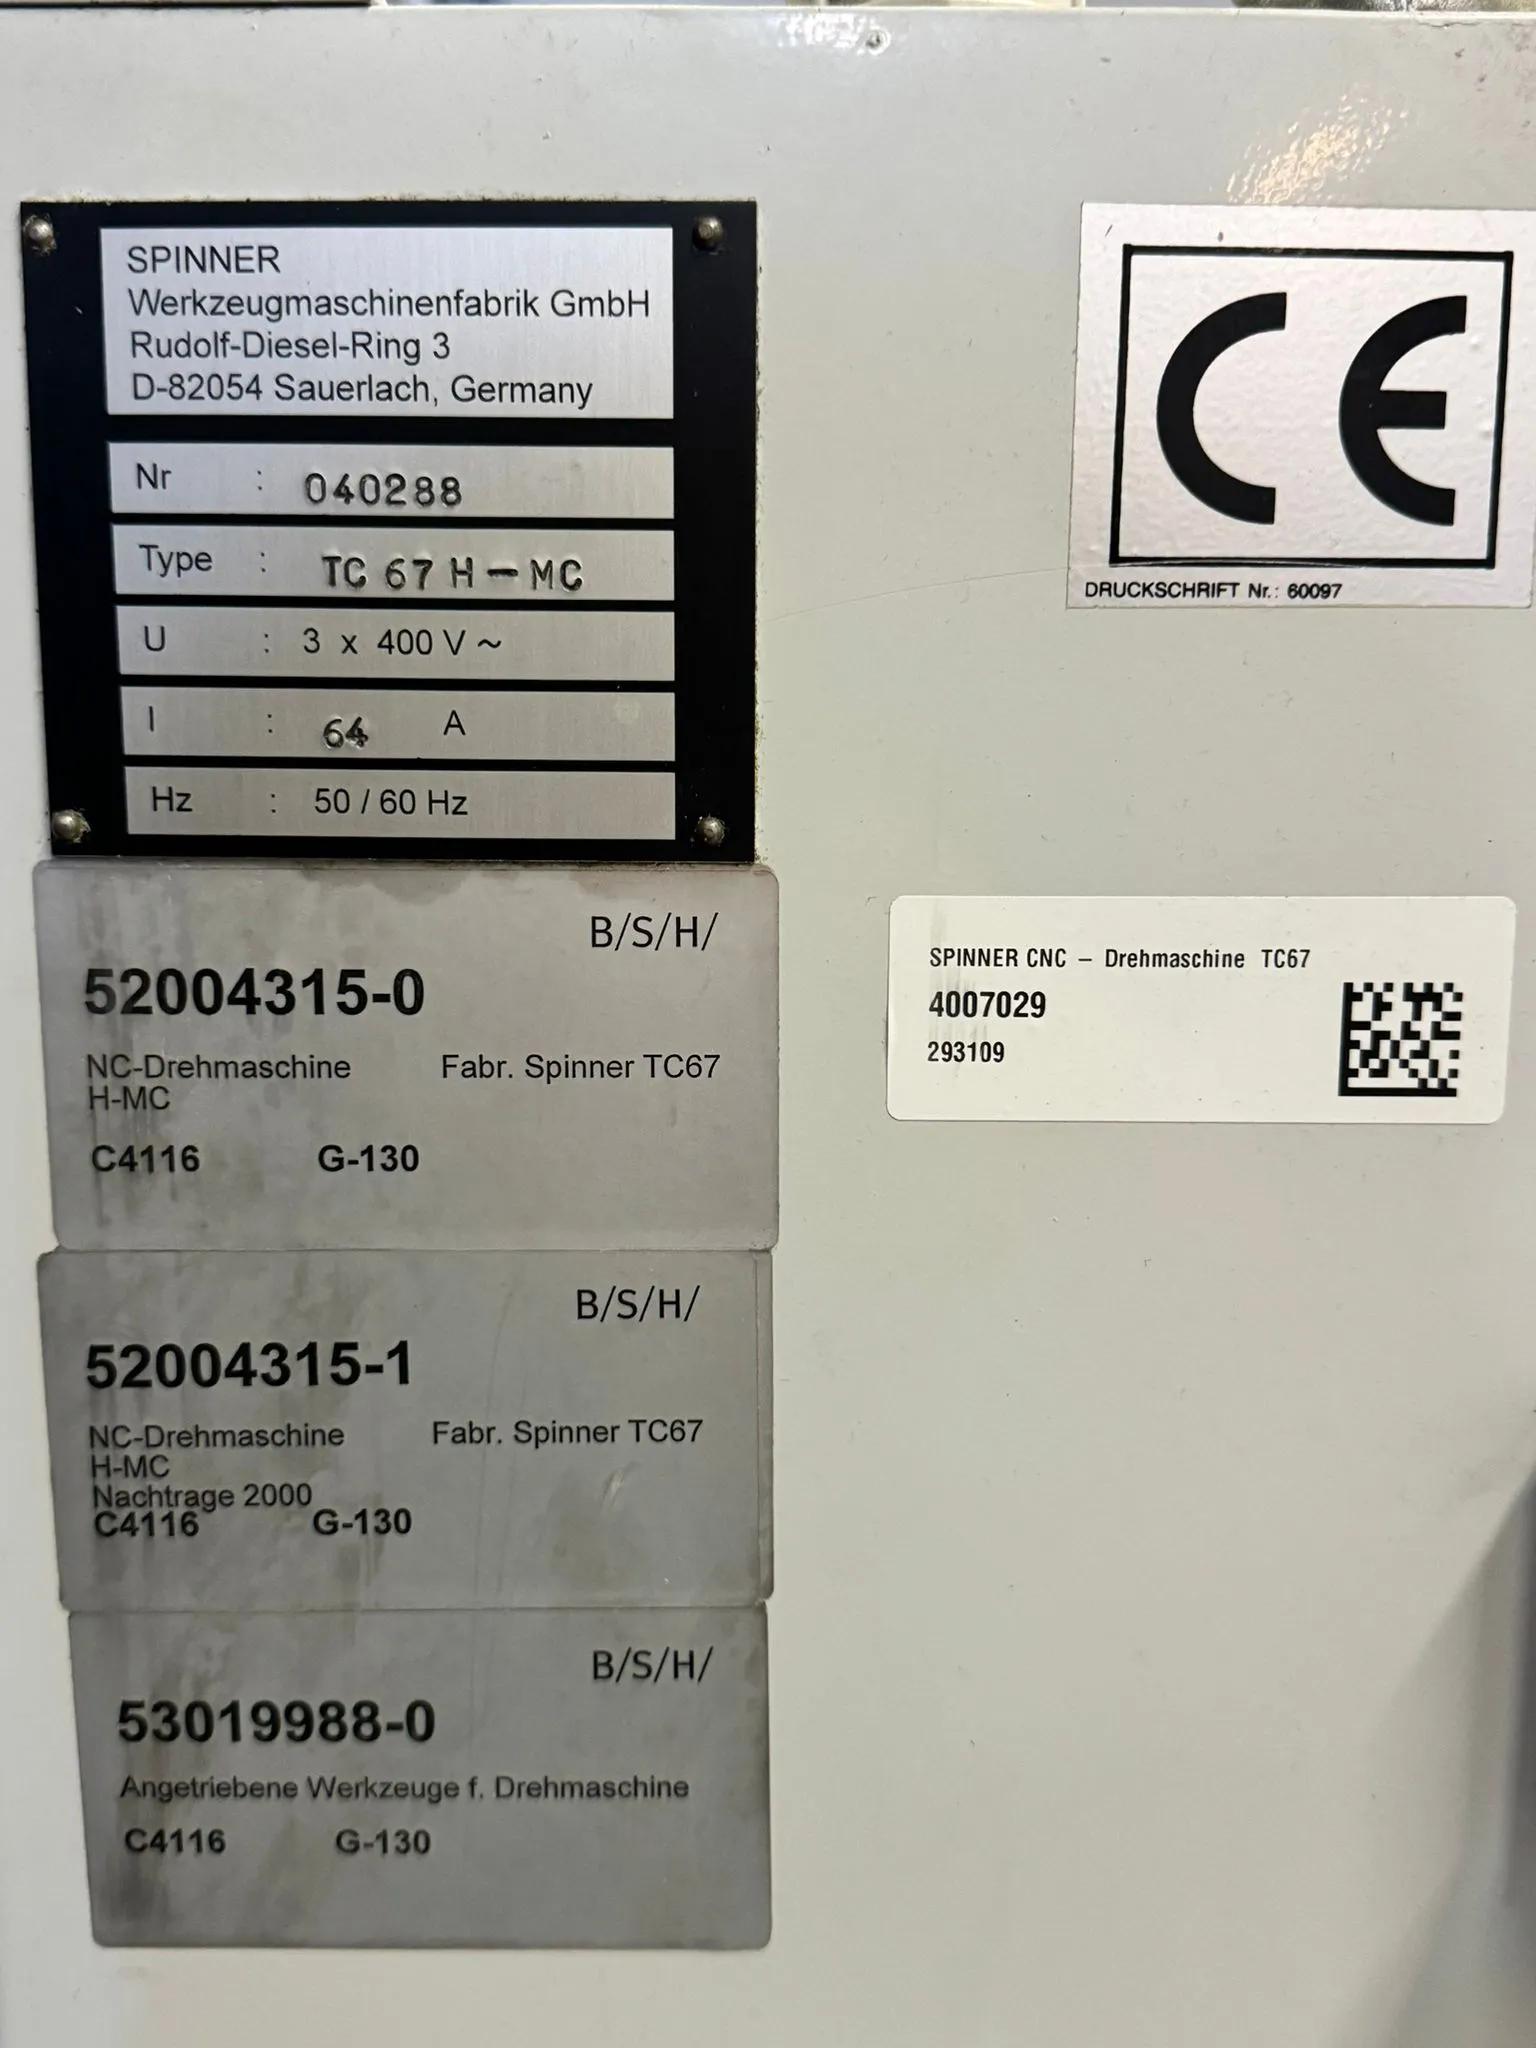 SPINNER
Werkzeugmaschinenfabrik GmbH
Rudolf-Diesel-Ring 3
D-82054 Sauerlach, Germany
Nr : 040288
Type : TC 67 H - MC
U : 3 x 400 V ~
I : 64 A
Hz : 50 / 60 Hz
CE
DRUCKSCHRIFT Nr.: 60097
B/S/H/
52004315-0
NC-Drehmaschine Fabr. Spinner TC67
H-MC
C4116 G-130
SPINNER CNC – Drehmaschine TC67
4007029
293109
B/S/H/
52004315-1
NC-Drehmaschine Fabr. Spinner TC67
H-MC
Nachtrage 2000
C4116 G-130
B/S/H/
53019988-0
Angetriebene Werkzeuge f. Drehmaschine
C4116 G-130